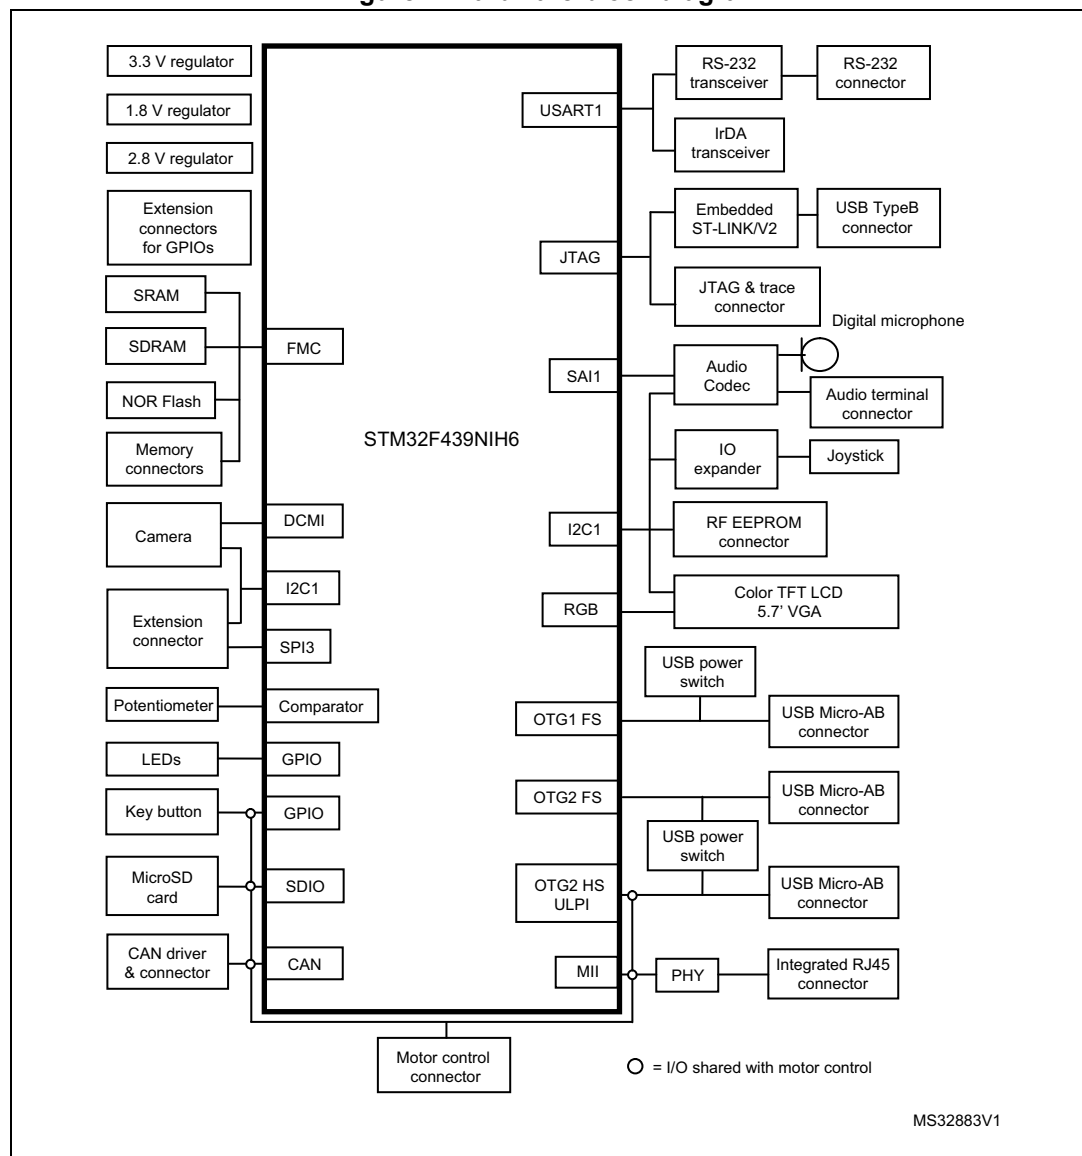 3.3 V regulator
1.8 V regulator
2.8 V regulator
Extension
connectors
for GPIOs
SRAM
SDRAM
NOR Flash
Memory
connectors
Camera
Extension
connector
Potentiometer
LEDs
Key button
MicroSD
card
CAN driver
& connector
FMC
DCMI
I2C1
SPI3
Comparator
GPIO
GPIO
SDIO
CAN
STM32F439NIH6
USART1
JTAG
SAI1
I2C1
RGB
OTG1 FS
OTG2 FS
OTG2 HS
ULPI
MII
RS-232
transceiver
RS-232
connector
IrDA
transceiver
Embedded
ST-LINK/V2
USB TypeB
connector
JTAG & trace
connector
Digital microphone
Audio
Codec
Audio terminal
connector
IO
expander
Joystick
RF EEPROM
connector
Color TFT LCD
5.7' VGA
USB power
switch
USB Micro-AB
connector
USB Micro-AB
connector
USB power
switch
USB Micro-AB
connector
PHY
Integrated RJ45
connector
Motor control
connector
= I/O shared with motor control
MS32883V1